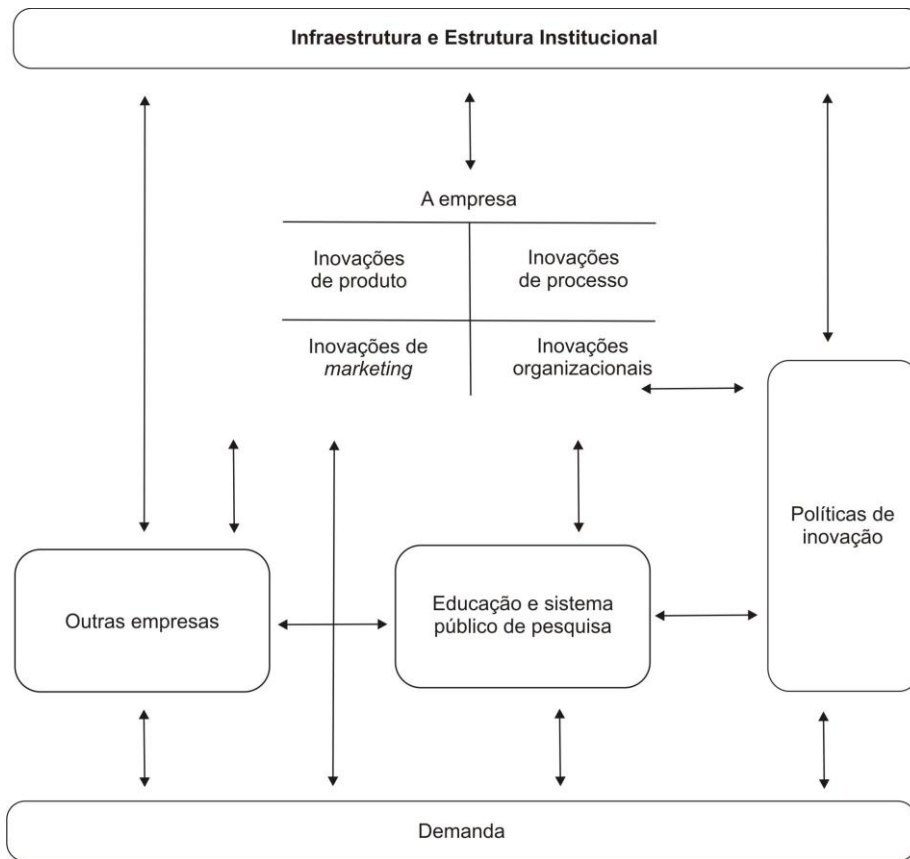 Infraestrutura e Estrutura Institucional
A empresa
Inovações
de produto
Inovações
de processo
Inovações de
marketing
Inovações
organizacionais
Políticas de
inovação
Outras empresas
Educação e sistema
público de pesquisa
Demanda